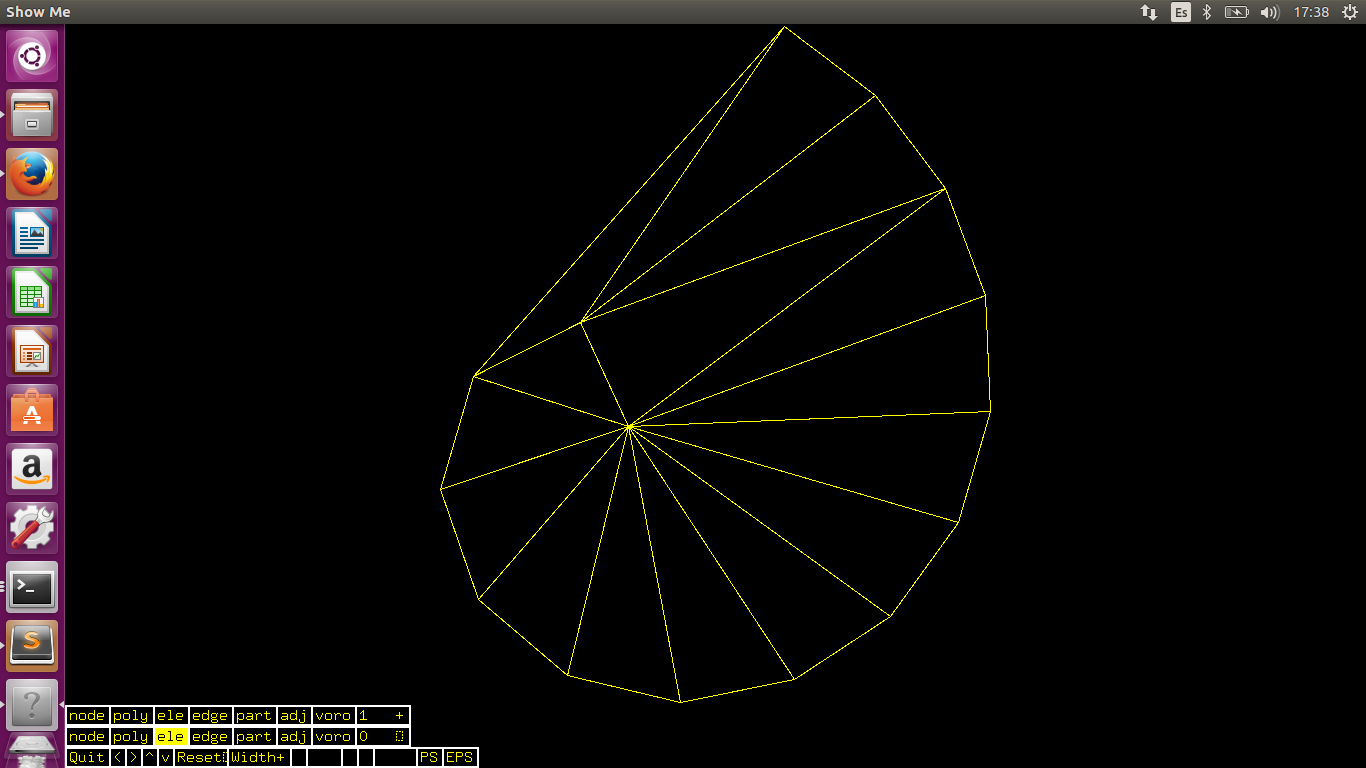 Show Me
Es
17:38
node poly ele edge part adj voro 1 +
node poly ele edge part adj voro 0
Quit < > ^ v Reset Width+ PS EPS